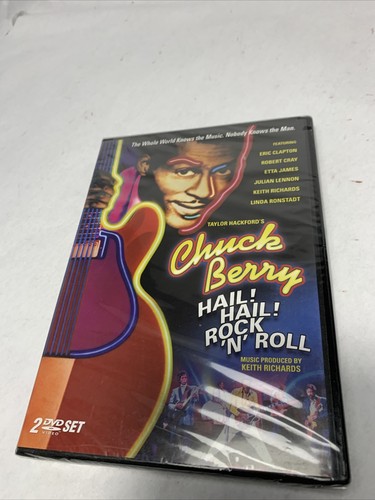 The Whole World Knows the Music. Nobody Knows the Man.
FEATURING
ERIC CLAPTON
ROBERT CRAY
ETTA JAMES
JULIAN LENNON
KEITH RICHARDS
LINDA RONSTADT
TAYLOR HACKFORD'S
Chuck
Berry
HAIL!
HAIL!
ROCK
'N' ROLL
MUSIC PRODUCED BY
KEITH RICHARDS
2 DVD SET
VIDEO